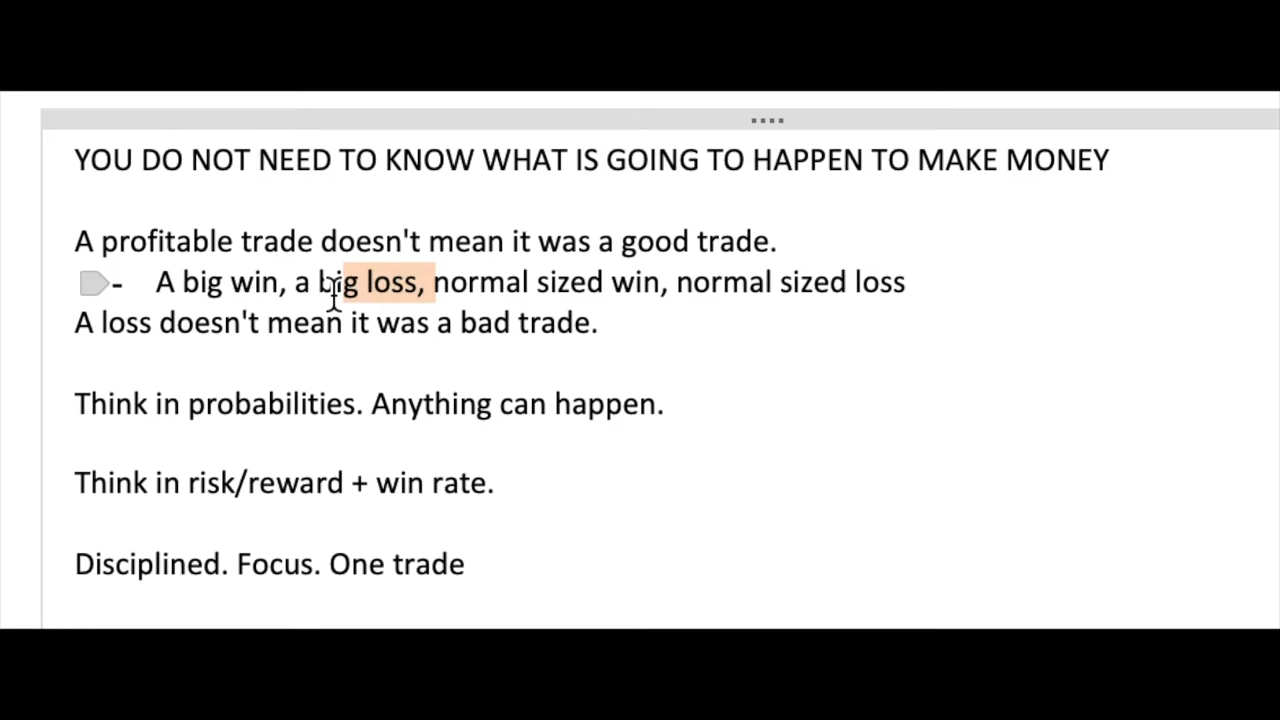 YOU DO NOT NEED TO KNOW WHAT IS GOING TO HAPPEN TO MAKE MONEY
A profitable trade doesn't mean it was a good trade.
- A big win, a big loss, normal sized win, normal sized loss
A loss doesn't mean it was a bad trade.
Think in probabilities. Anything can happen.
Think in risk/reward + win rate.
Disciplined. Focus. One trade